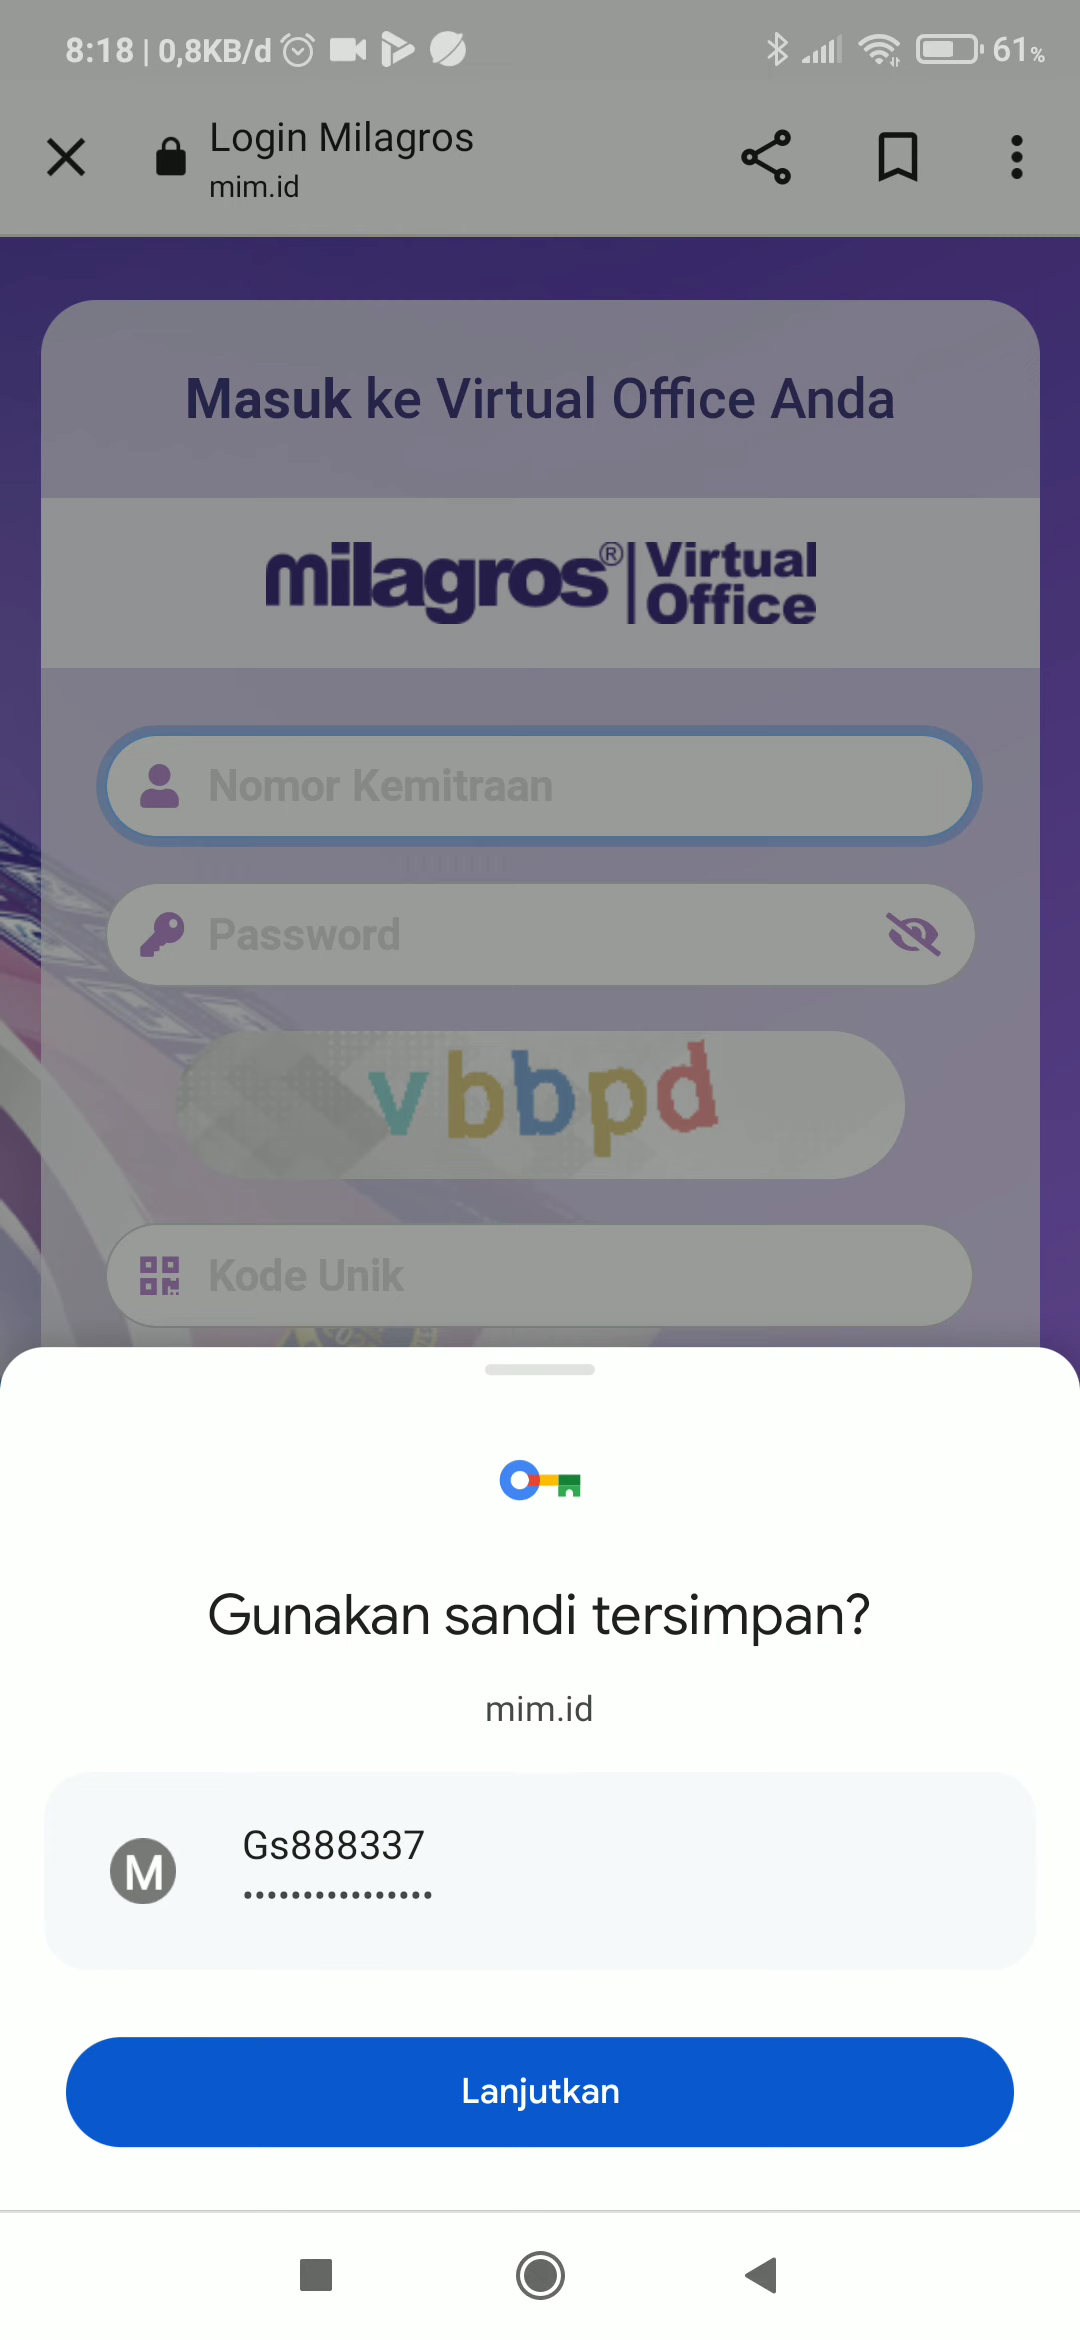 8:18 | 0,8KB/d
61%
Login Milagros
mim.id
Masuk ke Virtual Office Anda
milagros® | Virtual Office
Nomor Kemitraan
Password
vbbpd
Kode Unik
Gunakan sandi tersimpan?
mim.id
M
Gs888337
••••••••••••••••
Lanjutkan